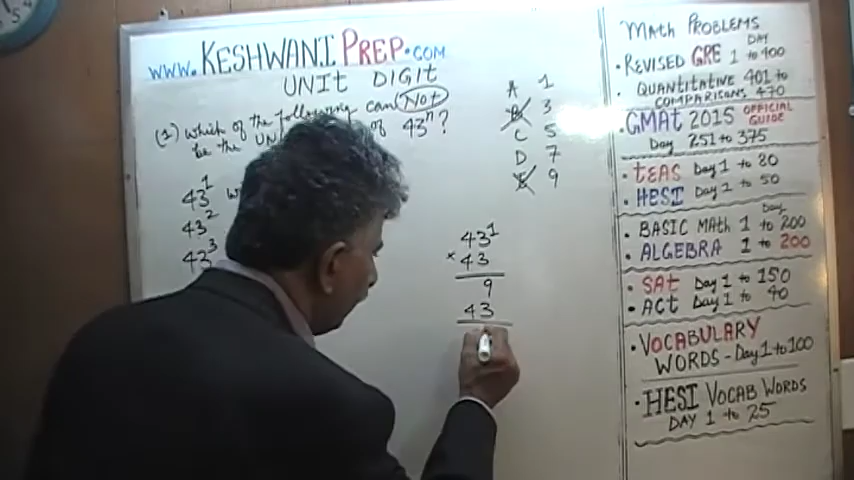 www.KESHWANI PREP.COM
UNIT DIGIT
(1) Which of the following can Not
be the UN of 43ⁿ?
43¹ w
43²
43³
A 1
B 3
C 5
D 7
E 9
43¹
× 43
9
43
MATH PROBLEMS
DAY
• REVISED GRE 1 to 400
• QUANTITATIVE 401 to
COMPARISONS 470
• GMAT 2015 OFFICIAL
GUIDE
Day 251 to 375
• TEAS Day 1 to 80
• HESI Day 1 to 50
Day
• BASIC MATH 1 to 200
• ALGEBRA 1 to 200
• SAT Day 1 to 150
• ACT Day 1 to 40
• VOCABULARY
WORDS - Day 1 to 100
• HESI VOCAB WORDS
DAY 1 to 25